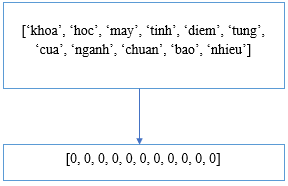 [‘khoa’, ‘hoc’, ‘may’, ‘tinh’, ‘diem’, ‘tung’,
‘cua’, ‘nganh’, ‘chuan’, ‘bao’, ‘nhieu’]
[0, 0, 0, 0, 0, 0, 0, 0, 0, 0, 0]